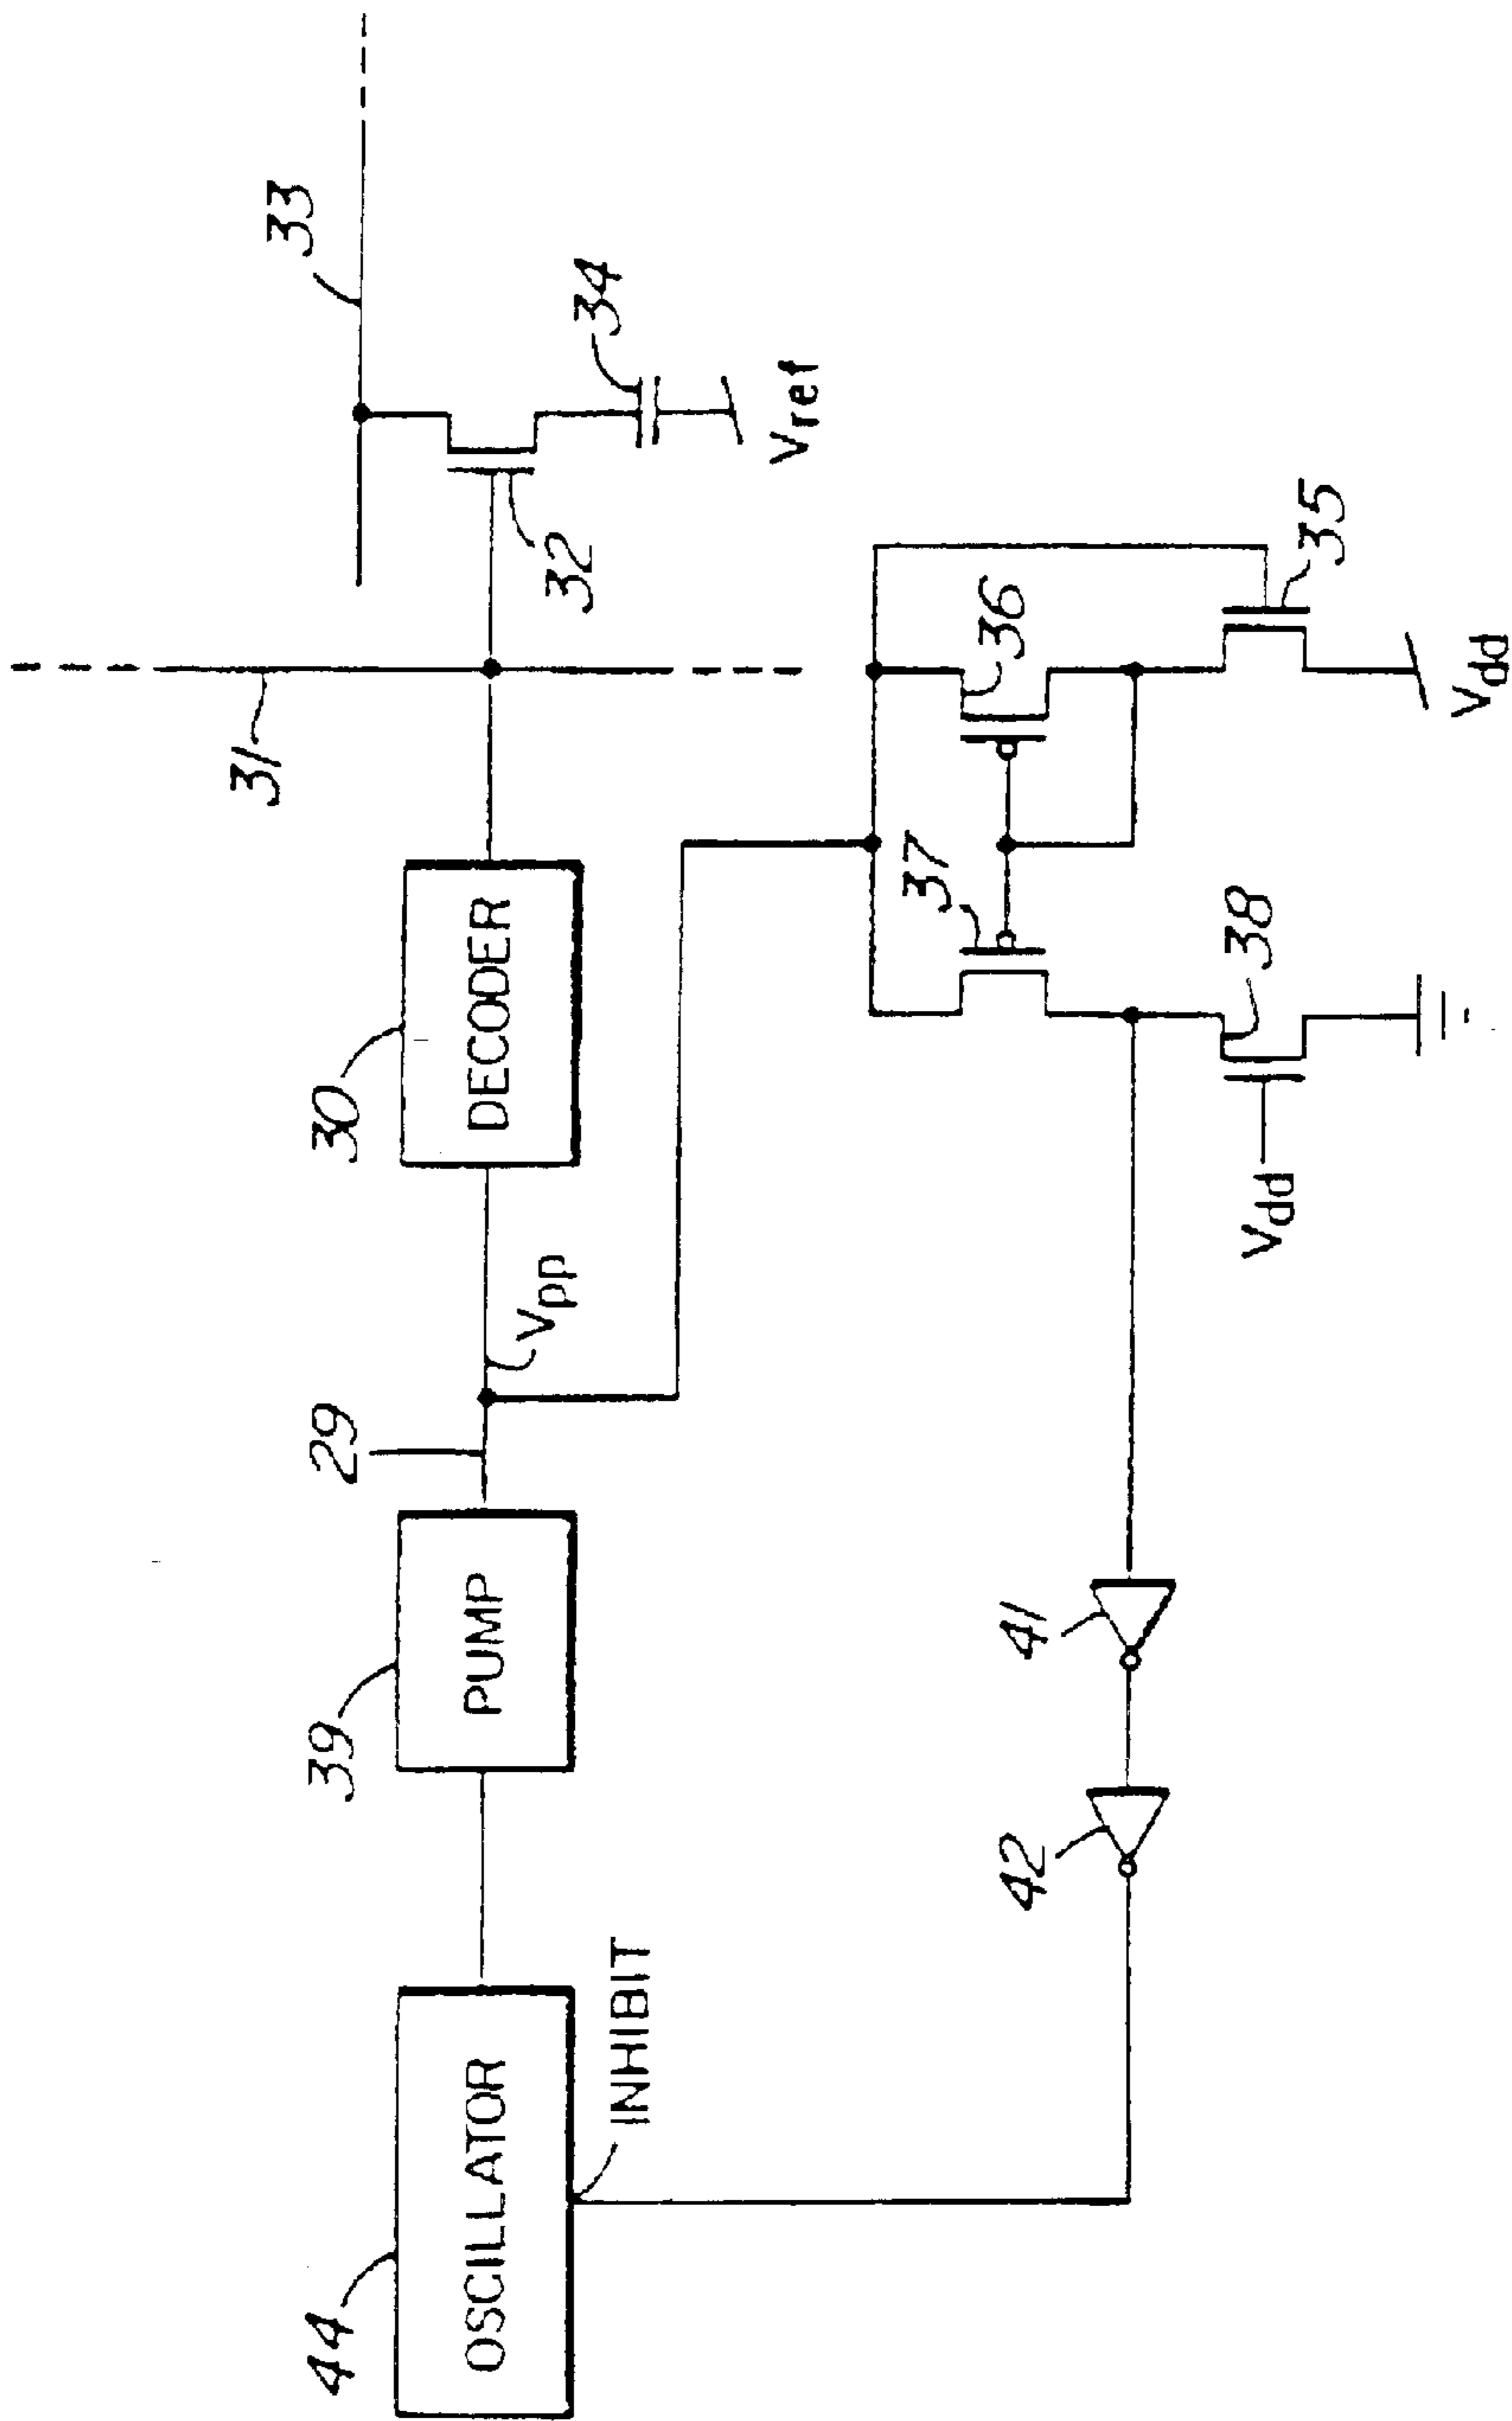 33
34
Vref
32
31
36
35
Vdd
37
38
Vdd
30
DECODER
Vpp
29
39
PUMP
41
42
INHIBIT
44
OSCILLATOR